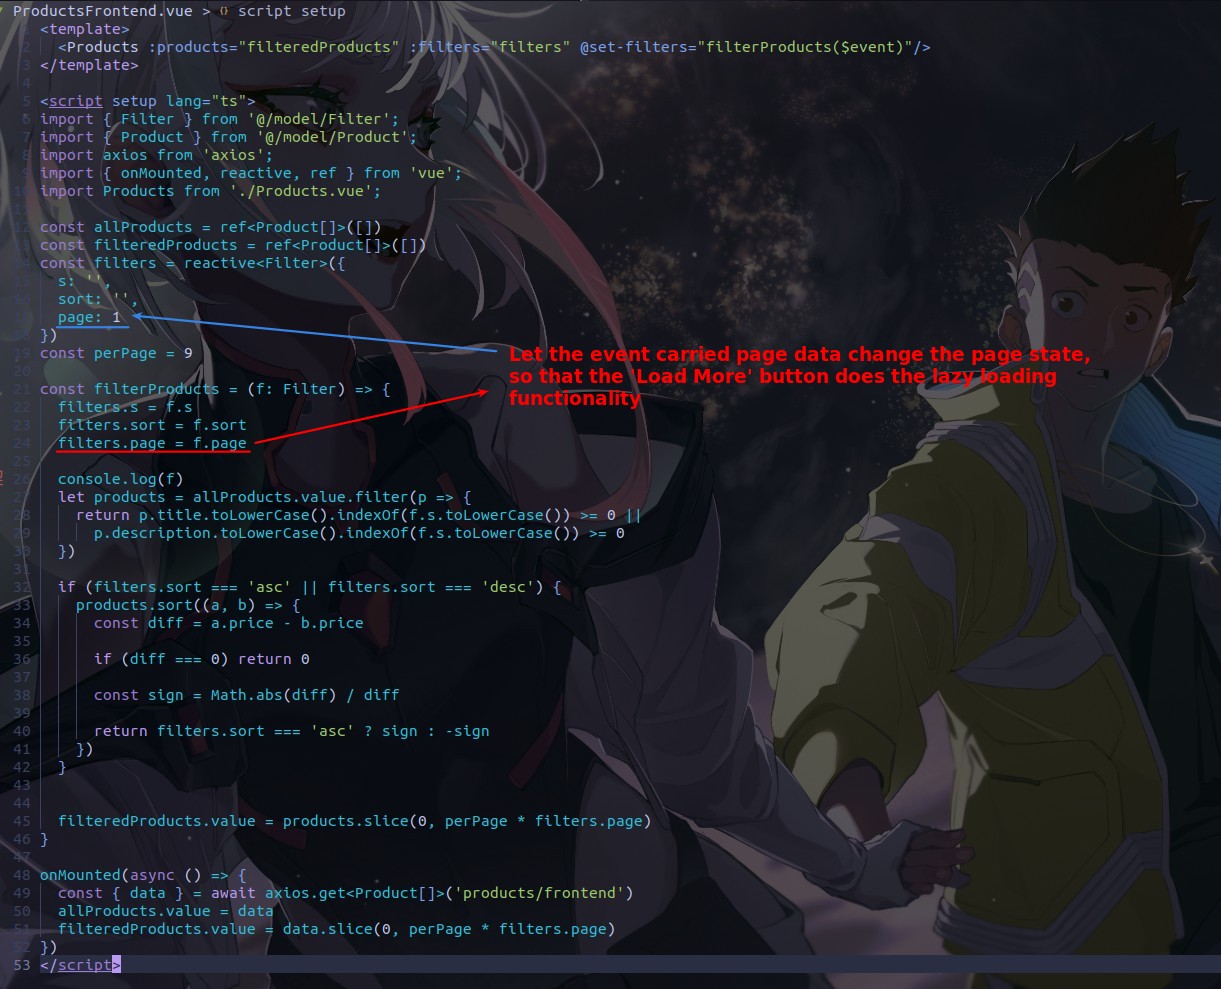 ProductsFrontend.vue > {} script setup
<template>
2 <Products :products="filteredProducts" :filters="filters" @set-filters="filterProducts($event)"/>
3 </template>
4
5 <script setup lang="ts">
6 import { Filter } from '@/model/Filter';
7 import { Product } from '@/model/Product';
8 import axios from 'axios';
9 import { onMounted, reactive, ref } from 'vue';
10 import Products from './Products.vue';
11
12 const allProducts = ref<Product[]>([])
13 const filteredProducts = ref<Product[]>([])
14 const filters = reactive<Filter>({
15 s: '',
16 sort: '',
17 page: 1
18 })
19 const perPage = 9
20
21 const filterProducts = (f: Filter) => {
22 filters.s = f.s
23 filters.sort = f.sort
24 filters.page = f.page
Let the event carried page data change the page state,
so that the 'Load More' button does the lazy loading
functionality
25
26 console.log(f)
27 let products = allProducts.value.filter(p => {
28 return p.title.toLowerCase().indexOf(f.s.toLowerCase()) >= 0 ||
29 p.description.toLowerCase().indexOf(f.s.toLowerCase()) >= 0
30 })
31
32 if (filters.sort === 'asc' || filters.sort === 'desc') {
33 products.sort((a, b) => {
34 const diff = a.price - b.price
35
36 if (diff === 0) return 0
37
38 const sign = Math.abs(diff) / diff
39
40 return filters.sort === 'asc' ? sign : -sign
41 })
42 }
43
44
45 filteredProducts.value = products.slice(0, perPage * filters.page)
46 }
47
48 onMounted(async () => {
49 const { data } = await axios.get<Product[]>('products/frontend')
50 allProducts.value = data
51 filteredProducts.value = data.slice(0, perPage * filters.page)
52 })
53 </script>